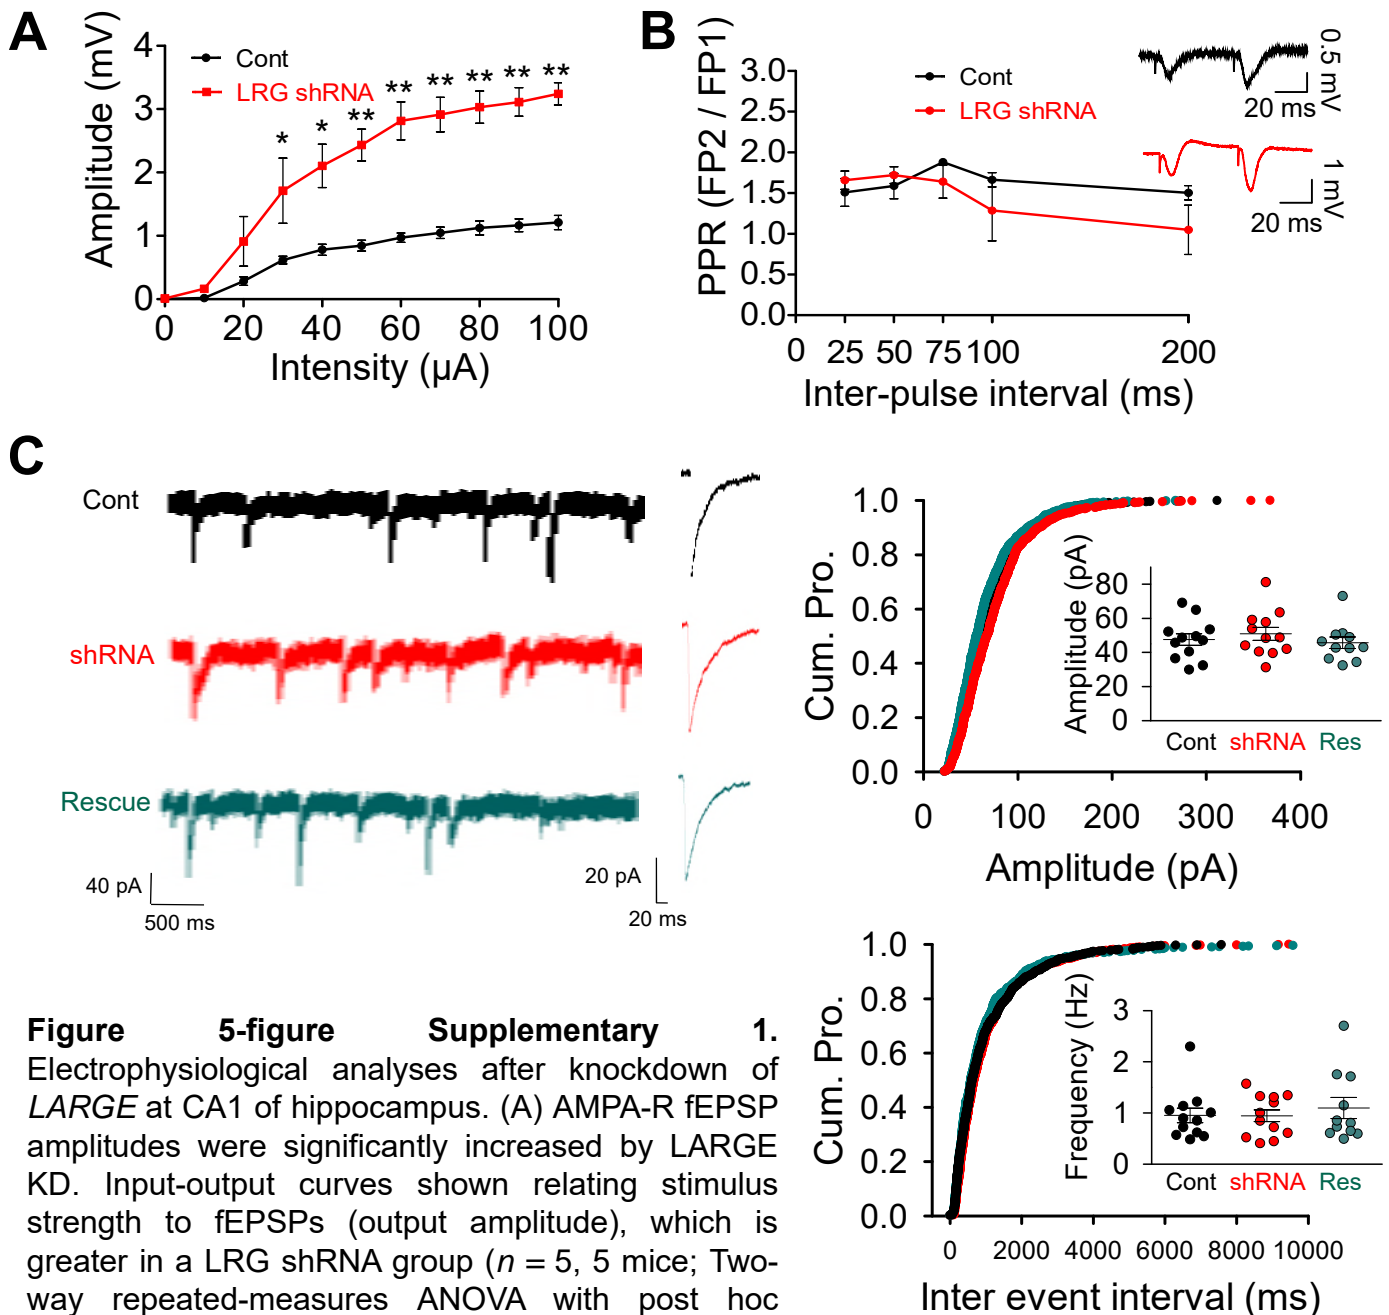 A
Amplitude (mV)
4
3
2
1
0
Cont
LRG shRNA
*
*
**
**
**
**
**
**
0
20
40
60
80
100
Intensity (µA)
B
PPR (FP2 / FP1)
3.0
2.0
1.5
1.0
0.5
0.0
Cont
LRG shRNA
0.5 mV
20 ms
1 mV
20 ms
0
25
50
75
100
200
Inter-pulse interval (ms)
C
Cont
shRNA
Rescue
40 pA
500 ms
20 pA
20 ms
Cum. Pro.
1.0
0.8
0.6
0.4
0.2
0.0
0
100
200
300
400
Amplitude (pA)
Amplitude (pA)
80
60
40
20
0
Cont
shRNA
Res
Cum. Pro.
1.0
0.8
0.6
0.4
0.2
0.0
0
2000
4000
6000
8000
10000
Inter event interval (ms)
Frequency (Hz)
3
2
1
0
Cont
shRNA
Res
Figure 5-figure Supplementary 1.
Electrophysiological analyses after knockdown of
LARGE at CA1 of hippocampus. (A) AMPA-R fEPSP
amplitudes were significantly increased by LARGE
KD. Input-output curves shown relating stimulus
strength to fEPSPs (output amplitude), which is
greater in a LRG shRNA group (n = 5, 5 mice; Two-
way repeated-measures ANOVA with post hoc